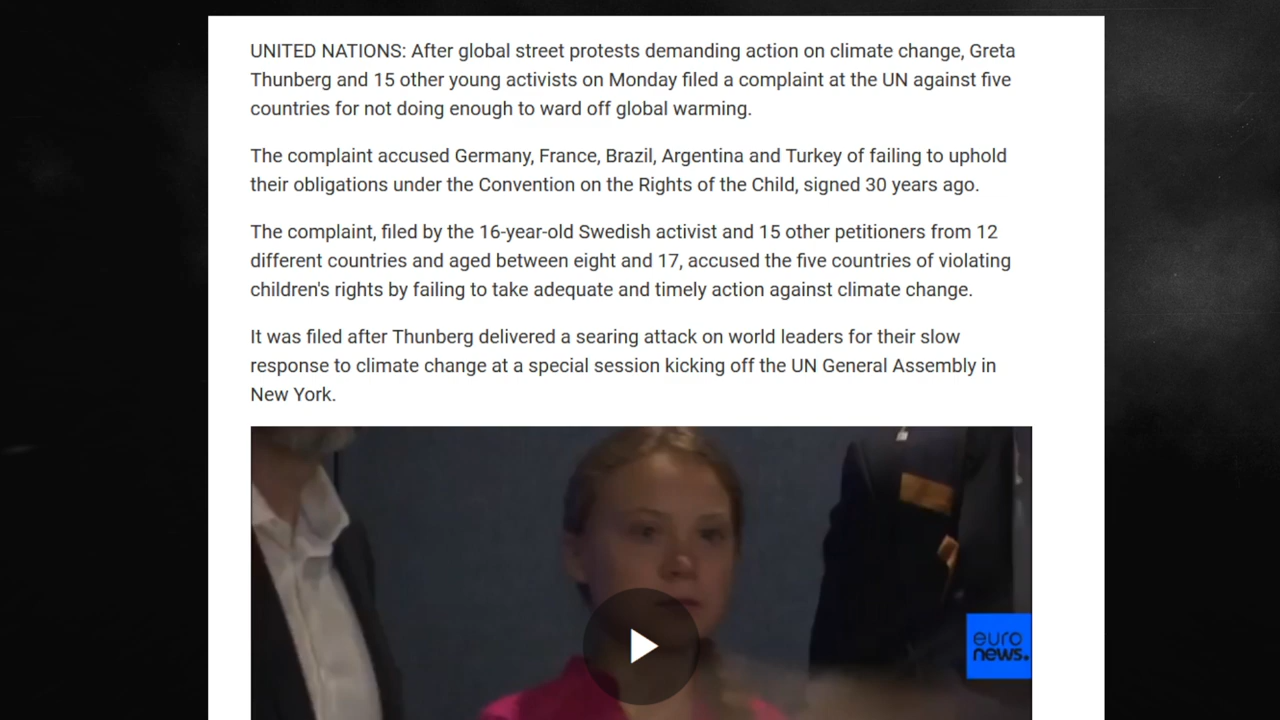 UNITED NATIONS: After global street protests demanding action on climate change, Greta
Thunberg and 15 other young activists on Monday filed a complaint at the UN against five
countries for not doing enough to ward off global warming.
The complaint accused Germany, France, Brazil, Argentina and Turkey of failing to uphold
their obligations under the Convention on the Rights of the Child, signed 30 years ago.
The complaint, filed by the 16-year-old Swedish activist and 15 other petitioners from 12
different countries and aged between eight and 17, accused the five countries of violating
children's rights by failing to take adequate and timely action against climate change.
It was filed after Thunberg delivered a searing attack on world leaders for their slow
response to climate change at a special session kicking off the UN General Assembly in
New York.
euro
news.